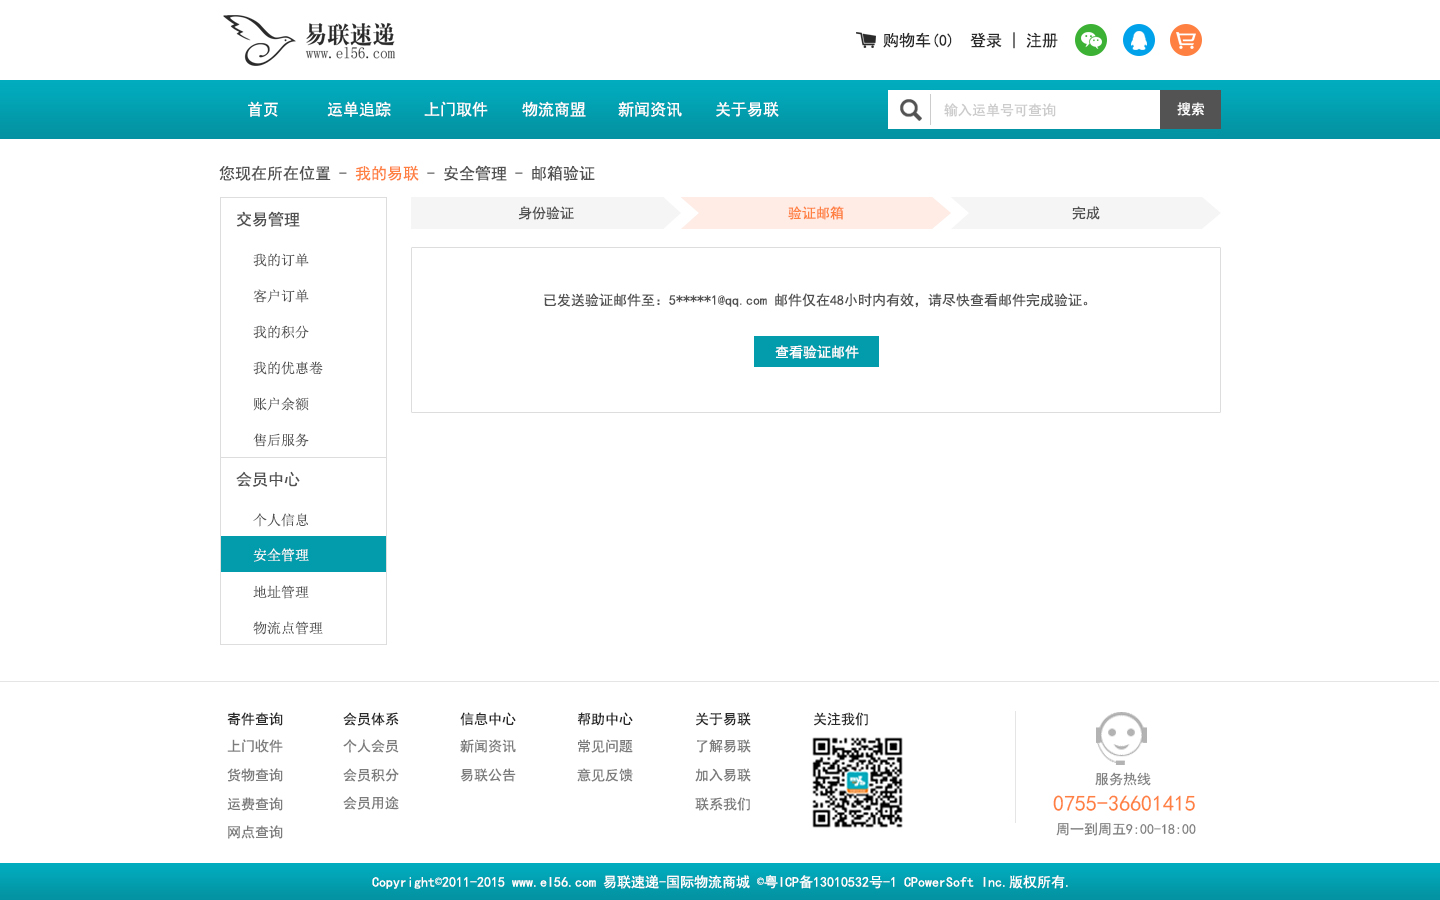 易联速递
www.el56.com
购物车(0) 登录 | 注册
首页 运单追踪 上门取件 物流商盟 新闻资讯 关于易联
输入运单号可查询 搜索
您现在所在位置 - 我的易联 - 安全管理 - 邮箱验证
交易管理
我的订单
客户订单
我的积分
我的优惠卷
账户余额
售后服务
会员中心
个人信息
安全管理
地址管理
物流点管理
身份验证 验证邮箱 完成
已发送验证邮件至：5*****1@qq.com 邮件仅在48小时内有效，请尽快查看邮件完成验证。
查看验证邮件
寄件查询
上门收件
货物查询
运费查询
网点查询
会员体系
个人会员
会员积分
会员用途
信息中心
新闻资讯
易联公告
帮助中心
常见问题
意见反馈
关于易联
了解易联
加入易联
联系我们
关注我们
服务热线
0755-36601415
周一到周五9:00-18:00
Copyright©2011-2015 www.el56.com 易联速递-国际物流商城 ©粤ICP备13010532号-1 CPowerSoft Inc.版权所有.